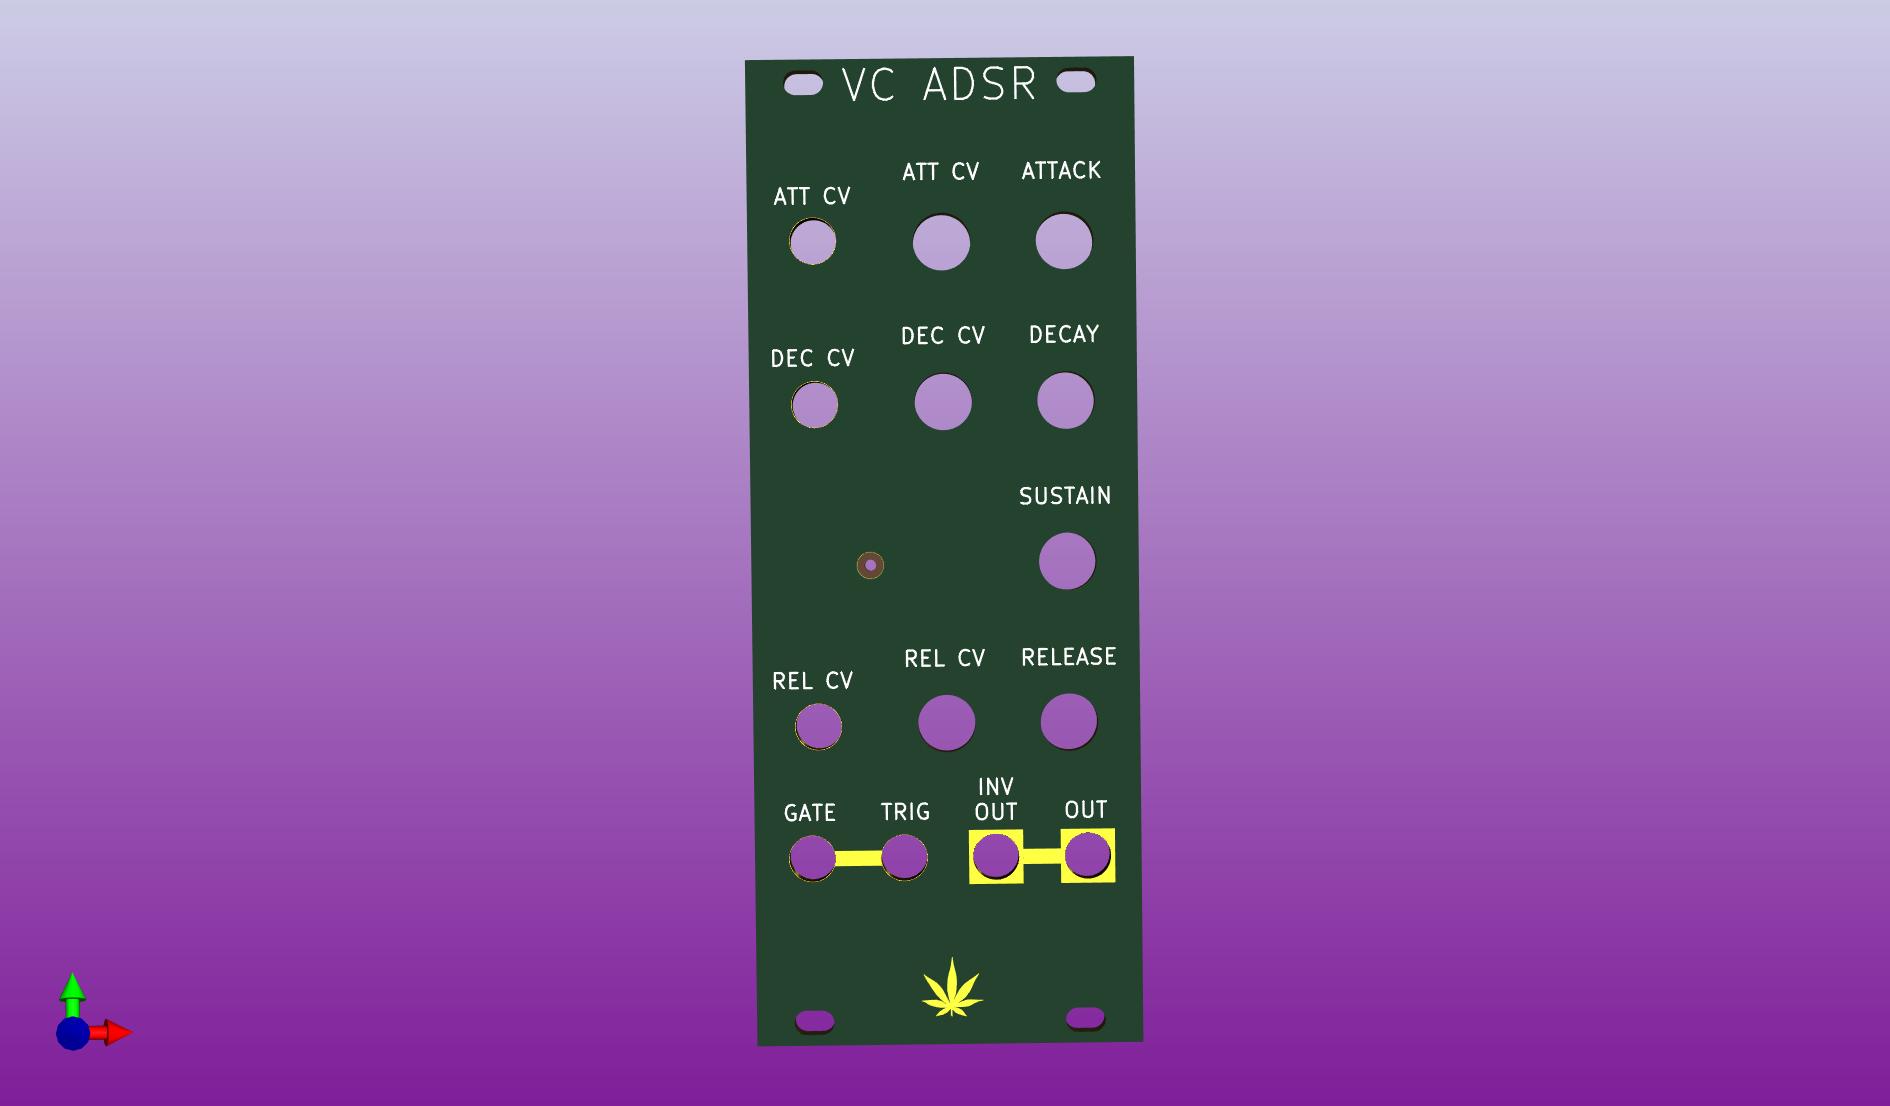 VC ADSR
ATT CV
ATT CV
ATTACK
DEC CV
DEC CV
DECAY
SUSTAIN
REL CV
REL CV
RELEASE
GATE
TRIG
INV
OUT
OUT